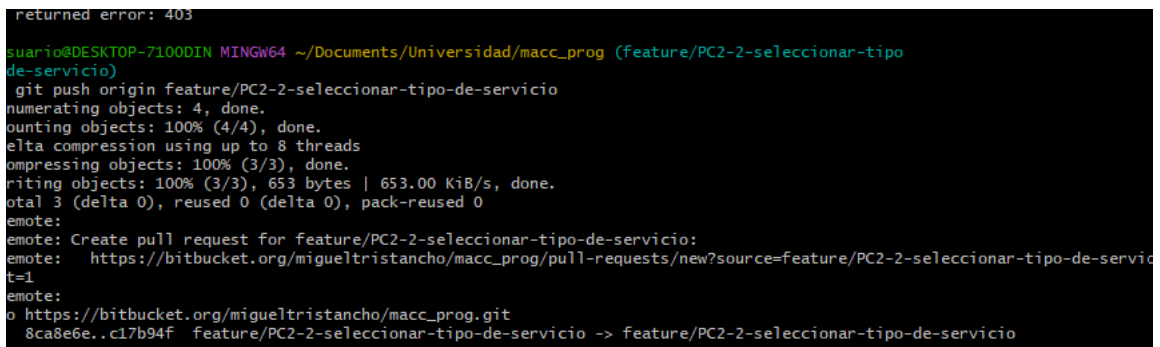 returned error: 403
suario@DESKTOP-7100DIN MINGW64 ~/Documents/Universidad/macc_prog (feature/PC2-2-seleccionar-tipo
de-servicio)
git push origin feature/PC2-2-seleccionar-tipo-de-servicio
numerating objects: 4, done.
ounting objects: 100% (4/4), done.
elta compression using up to 8 threads
ompressing objects: 100% (3/3), done.
riting objects: 100% (3/3), 653 bytes | 653.00 KiB/s, done.
otal 3 (delta 0), reused 0 (delta 0), pack-reused 0
emote:
emote: Create pull request for feature/PC2-2-seleccionar-tipo-de-servicio:
emote:   https://bitbucket.org/migueltristancho/macc_prog/pull-requests/new?source=feature/PC2-2-seleccionar-tipo-de-servic
t=1
emote:
o https://bitbucket.org/migueltristancho/macc_prog.git
8ca8e6e..c17b94f  feature/PC2-2-seleccionar-tipo-de-servicio -> feature/PC2-2-seleccionar-tipo-de-servicio